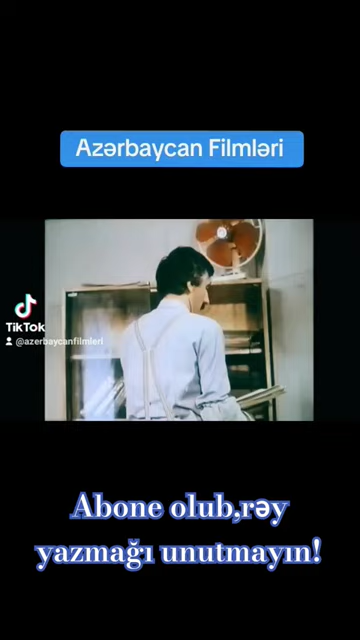 Azərbaycan Filmləri
TikTok
@azerbaycanfilmleri
Abone olub,rəy
yazmağı unutmayın!